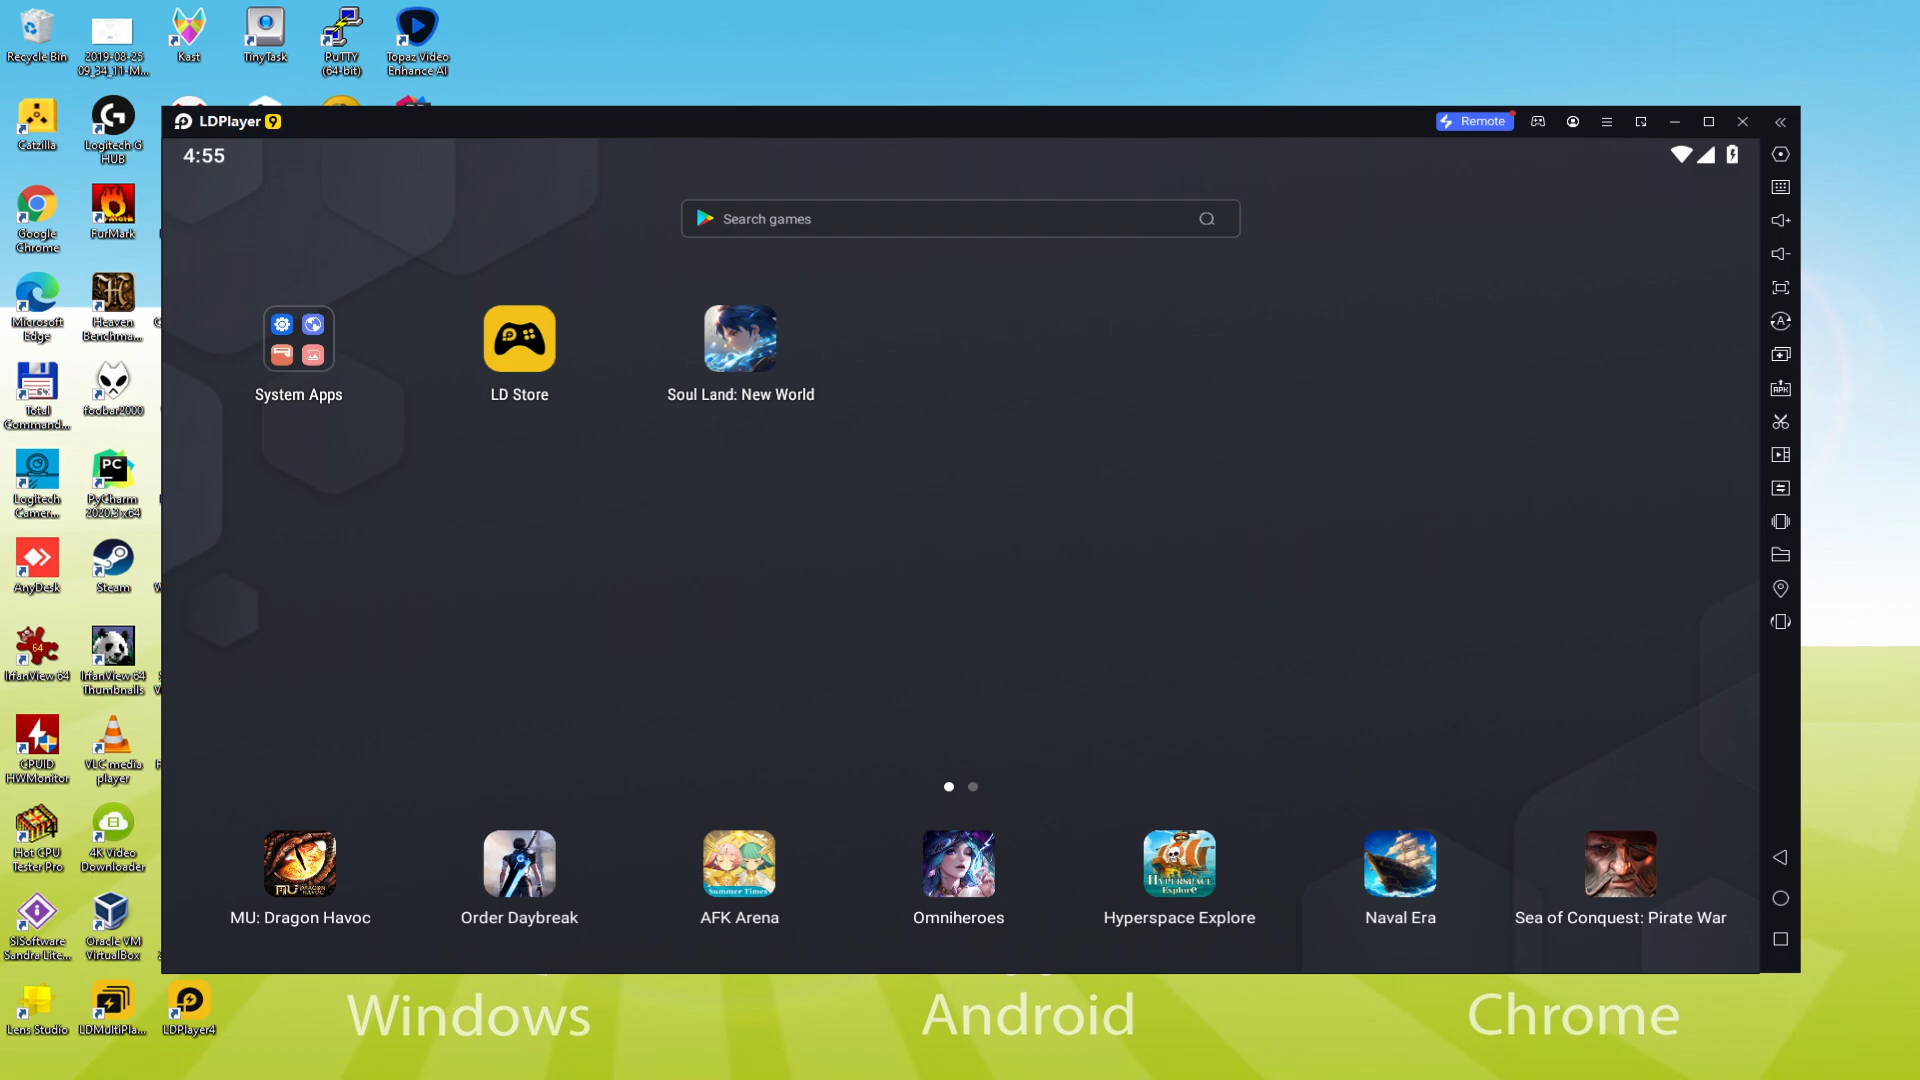 Recycle Bin
2019-08-25
09_34_11-M...
Kast
TinyTask
PuTTY
(64-bit)
Topaz Video
Enhance AI
Catzilla
Logitech G
HUB
Google
Chrome
FurMark
Microsoft
Edge
Heaven
Benchma...
Total
Command...
foobar2000
Logitech
Camer...
PyCharm
2020.3 x64
AnyDesk
Steam
IrfanView 64
IrfanView 64
Thumbnails
CPUID
HWMonitor
VLC media
player
Hot CPU
Tester Pro
4K Video
Downloader
SiSoftware
Sandra Lite...
Oracle VM
VirtualBox
Lens Studio
LDMultiPla...
LDPlayer4
LDPlayer 9
Remote
4:55
Search games
System Apps
LD Store
Soul Land: New World
MU: Dragon Havoc
Order Daybreak
Summer Times
AFK Arena
Omniheroes
HYPERSPACE
Explore
Hyperspace Explore
Naval Era
Sea of Conquest: Pirate War
Windows
Android
Chrome